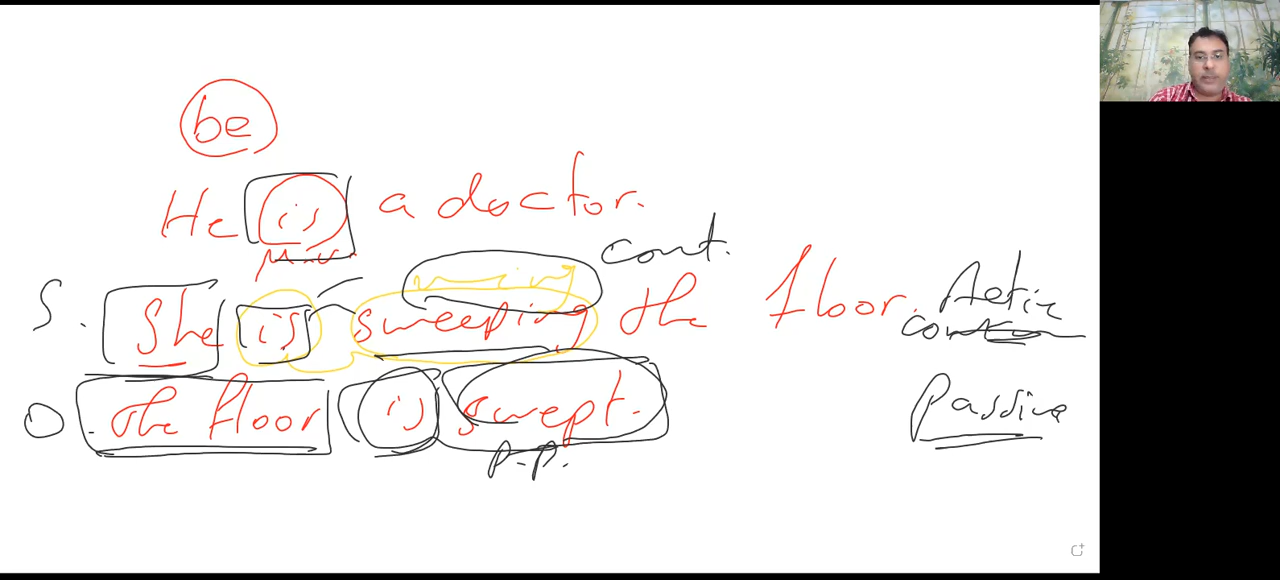 be
He is a doctor.
M.V.
cont.
S. She is sweeping the floor. Active
O. The floor is swept. Passive
P.P.